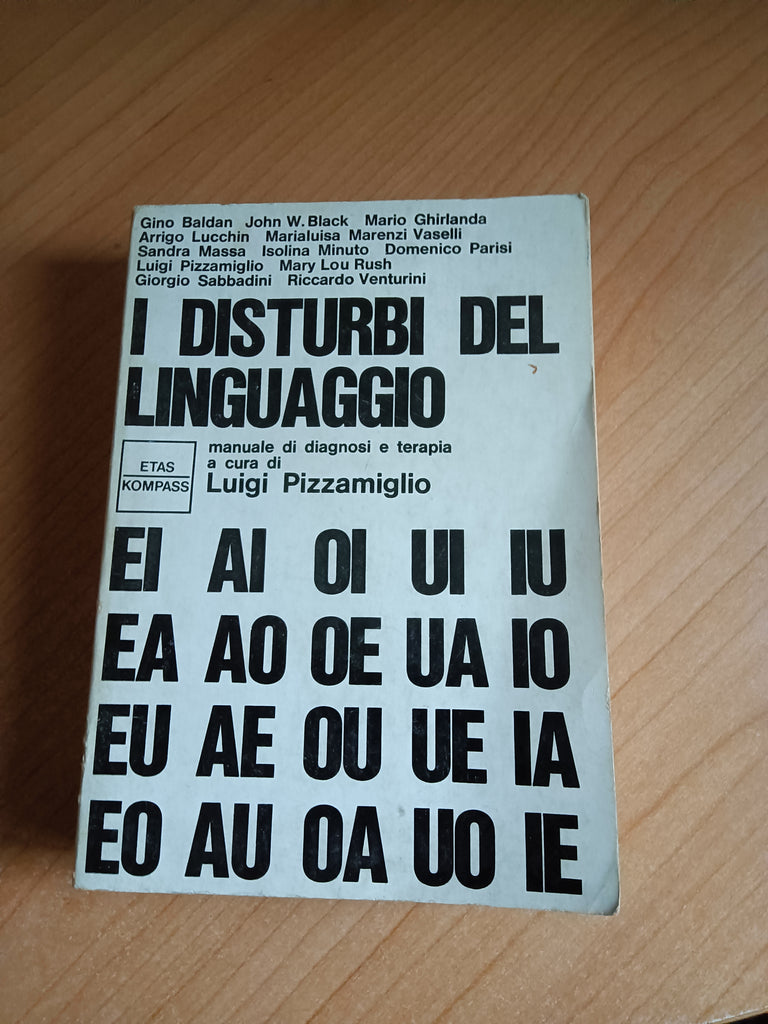 Gino Baldan John W. Black Mario Ghirlanda
Arrigo Lucchin Marialuisa Marenzi Vaselli
Sandra Massa Isolina Minuto Domenico Parisi
Luigi Pizzamiglio Mary Lou Rush
Giorgio Sabbadini Riccardo Venturini
I DISTURBI DEL
LINGUAGGIO
manuale di diagnosi e terapia
a cura di
Luigi Pizzamiglio
ETAS
KOMPASS
EI AI OI UI IU
EA AO OE UA IO
EU AE OU UE IA
EO AU OA UO IE